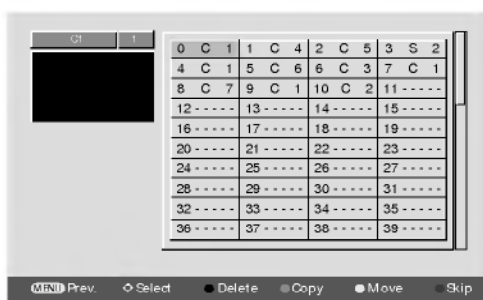 C1 1
0 C 1 1 C 4 2 C 5 3 S 2
4 C 1 5 C 6 6 C 3 7 C 1
8 C 7 9 C 1 10 C 2 11 - - - - -
12 - - - - - 13 - - - - - 14 - - - - - 15 - - - - -
16 - - - - - 17 - - - - - 18 - - - - - 19 - - - - -
20 - - - - - 21 - - - - - 22 - - - - - 23 - - - - -
24 - - - - - 25 - - - - - 26 - - - - - 27 - - - - -
28 - - - - - 29 - - - - - 30 - - - - - 31 - - - - -
32 - - - - - 33 - - - - - 34 - - - - - 35 - - - - -
36 - - - - - 37 - - - - - 38 - - - - - 39 - - - - -
MENU Prev. Select Delete Copy Move Skip